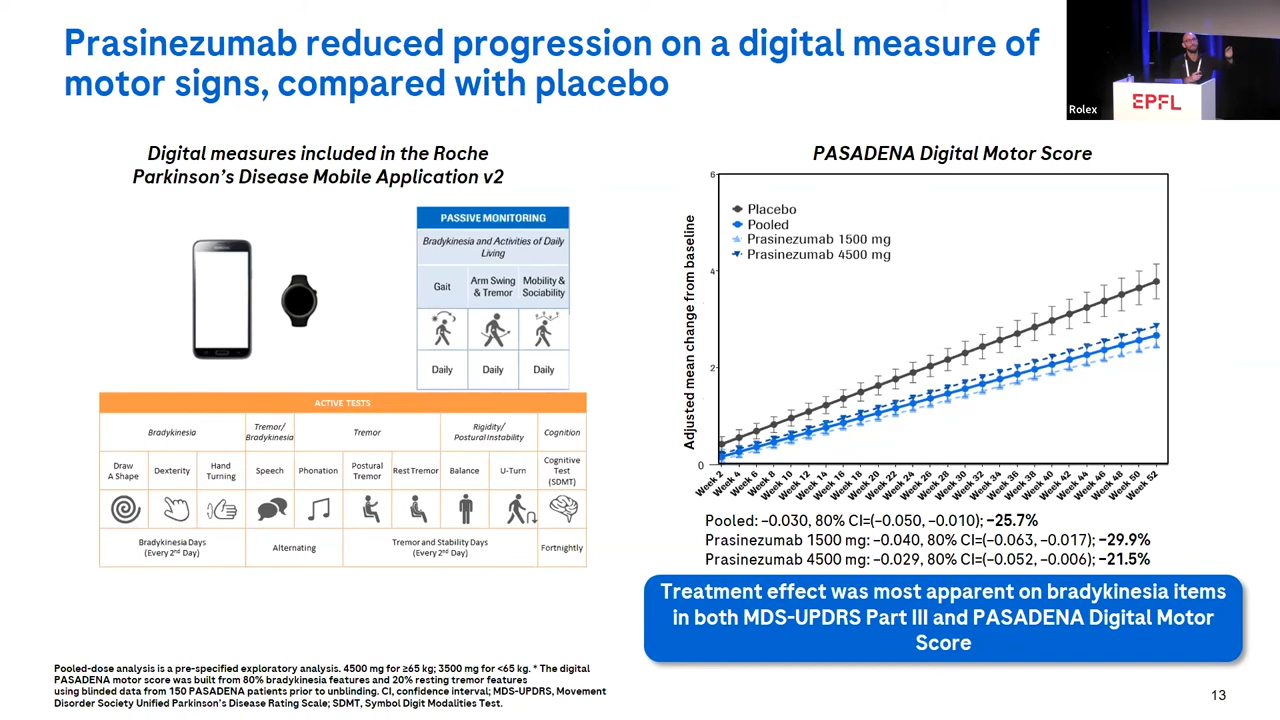 Prasinezumab reduced progression on a digital measure of
motor signs, compared with placebo
EPFL
Rolex
Digital measures included in the Roche
Parkinson's Disease Mobile Application v2
PASSIVE MONITORING
Bradykinesia and Activities of Daily
Living
Gait
Arm Swing
& Tremor
Mobility &
Sociability
Daily
Daily
Daily
ACTIVE TESTS
Bradykinesia
Tremor/
Bradykinesia
Tremor
Rigidity/
Postural Instability
Cognition
Draw
A Shape
Dexterity
Hand
Turning
Speech
Phonation
Postural
Tremor
Rest Tremor
Balance
U-Turn
Cognitive
Test
(SDMT)
Bradykinesia Days
(Every 2nd Day)
Alternating
Tremor and Stability Days
(Every 2nd Day)
Fortnightly
PASADENA Digital Motor Score
Adjusted mean change from baseline
6
4
2
0
Placebo
Pooled
Prasinezumab 1500 mg
Prasinezumab 4500 mg
Week 2
Week 4
Week 6
Week 8
Week 10
Week 12
Week 14
Week 16
Week 18
Week 20
Week 22
Week 24
Week 26
Week 28
Week 30
Week 32
Week 34
Week 36
Week 38
Week 40
Week 42
Week 44
Week 46
Week 48
Week 50
Week 52
Pooled: −0.030, 80% CI=(−0.050, −0.010); −25.7%
Prasinezumab 1500 mg: −0.040, 80% CI=(−0.063, −0.017); −29.9%
Prasinezumab 4500 mg: −0.029, 80% CI=(−0.052, −0.006); −21.5%
Treatment effect was most apparent on bradykinesia items
in both MDS-UPDRS Part III and PASADENA Digital Motor
Score
Pooled-dose analysis is a pre-specified exploratory analysis. 4500 mg for ≥65 kg; 3500 mg for <65 kg. * The digital
PASADENA motor score was built from 80% bradykinesia features and 20% resting tremor features
using blinded data from 150 PASADENA patients prior to unblinding. CI, confidence interval; MDS-UPDRS, Movement
Disorder Society Unified Parkinson's Disease Rating Scale; SDMT, Symbol Digit Modalities Test.
13